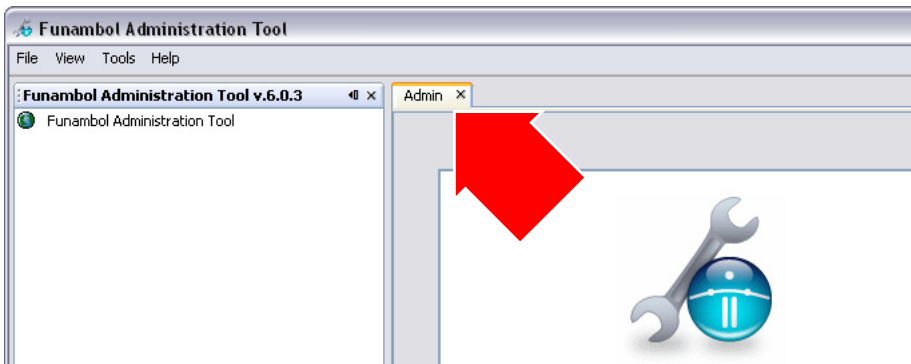 Funambol Administration Tool
File View Tools Help
Funambol Administration Tool v.6.0.3
Admin
Funambol Administration Tool